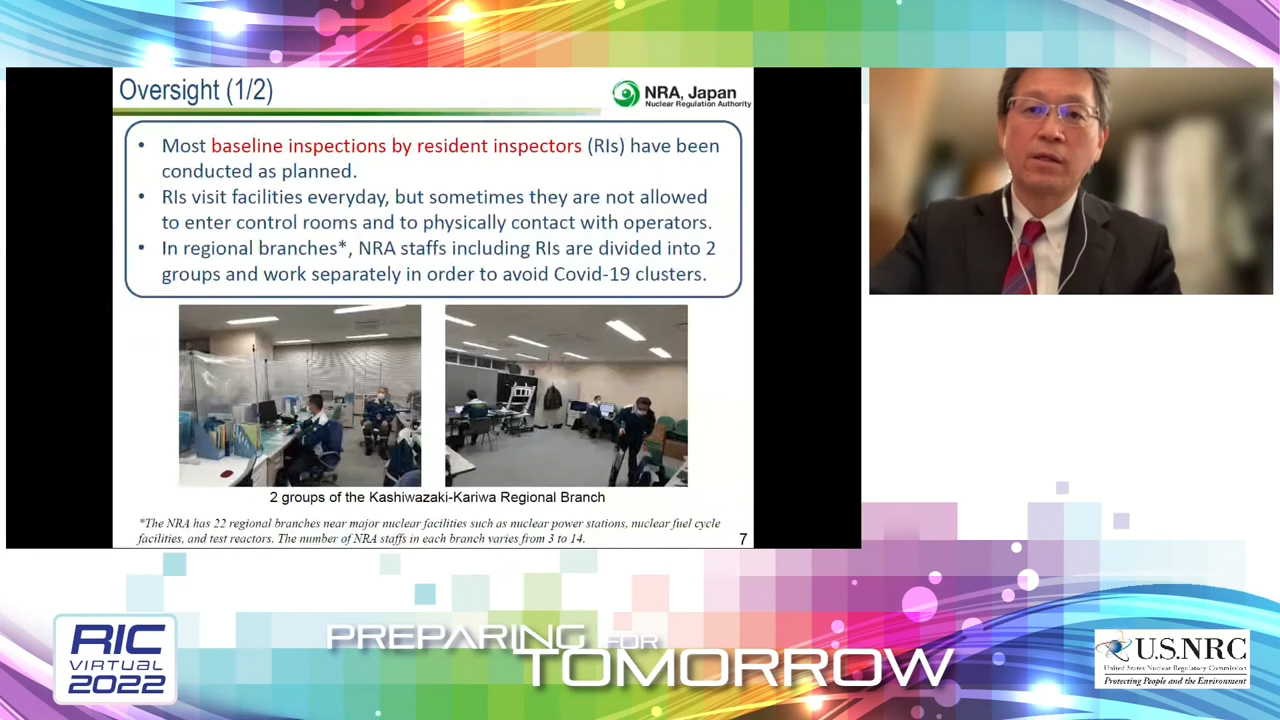 Oversight (1/2)
NRA, Japan
Nuclear Regulation Authority
• Most baseline inspections by resident inspectors (RIs) have been
conducted as planned.
• RIs visit facilities everyday, but sometimes they are not allowed
to enter control rooms and to physically contact with operators.
• In regional branches*, NRA staffs including RIs are divided into 2
groups and work separately in order to avoid Covid-19 clusters.
2 groups of the Kashiwazaki-Kariwa Regional Branch
*The NRA has 22 regional branches near major nuclear facilities such as nuclear power stations, nuclear fuel cycle
facilities, and test reactors. The number of NRA staffs in each branch varies from 3 to 14.
7
RIC
VIRTUAL
2022
PREPARING FOR
TOMORROW
U.S.NRC
United States Nuclear Regulatory Commission
Protecting People and the Environment